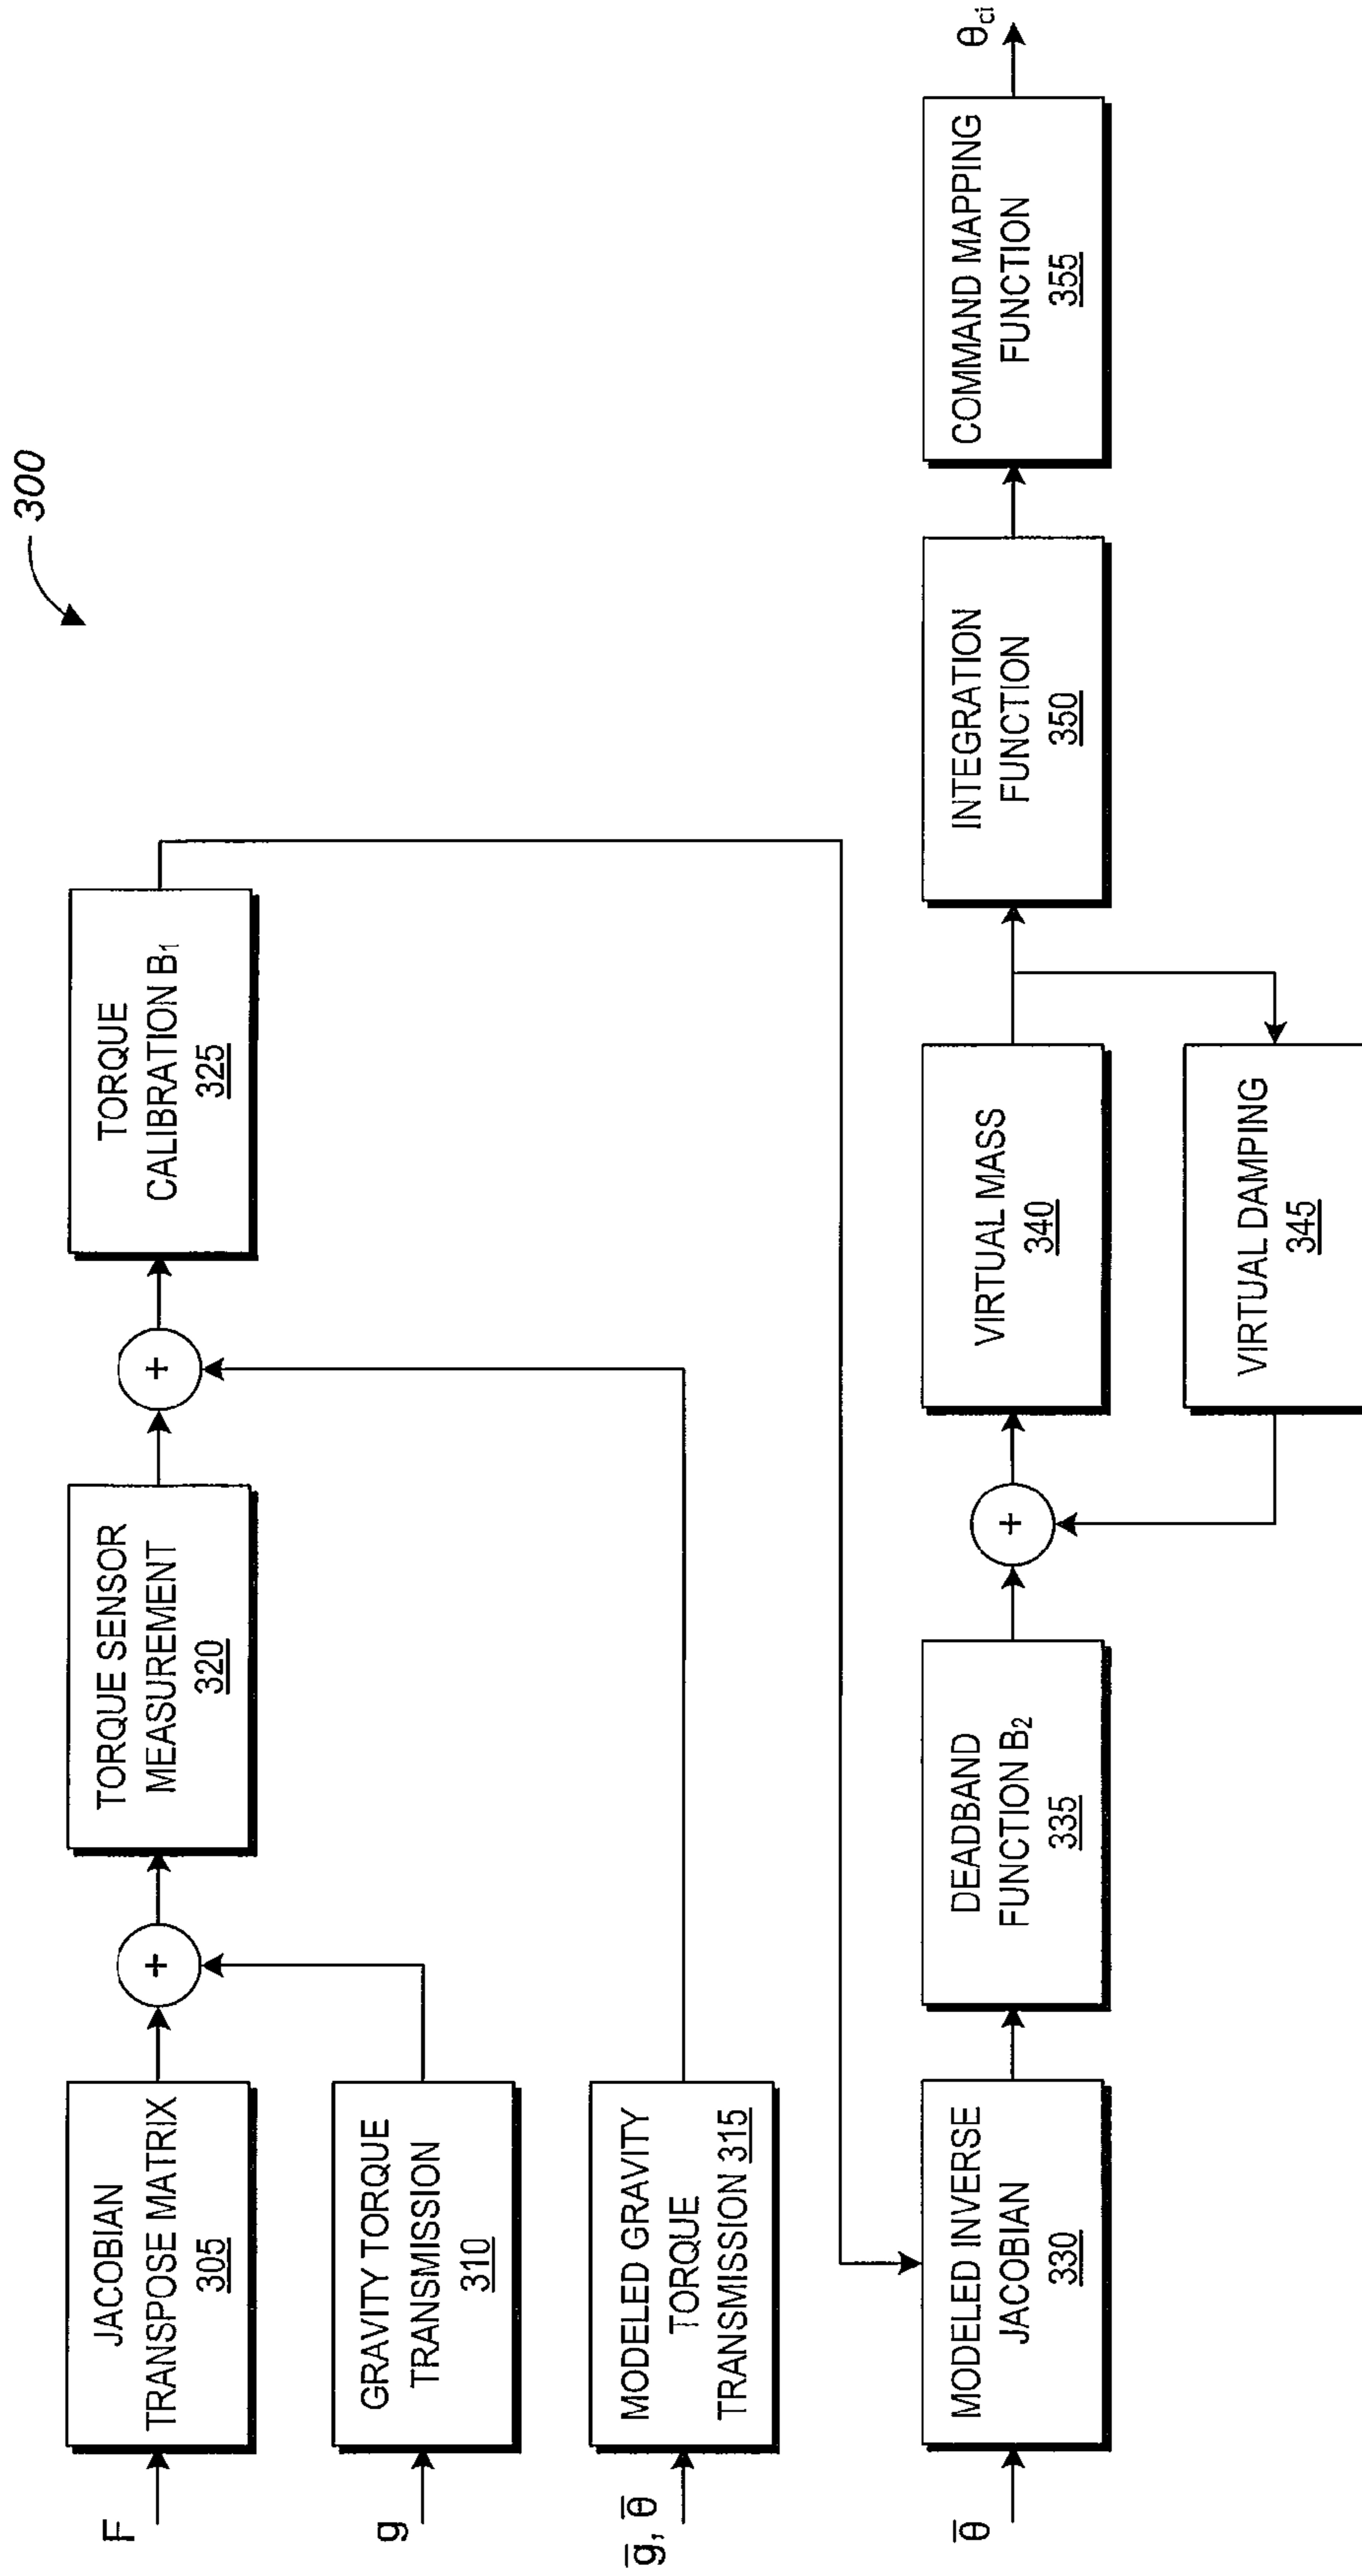 300
F
JACOBIAN
TRANSPOSE MATRIX
305
+
TORQUE SENSOR
MEASUREMENT
320
+
TORQUE
CALIBRATION B₁
325
g
GRAVITY TORQUE
TRANSMISSION
310
g̅, θ̅
MODELED GRAVITY
TORQUE
TRANSMISSION 315
θ̅
MODELED INVERSE
JACOBIAN
330
DEADBAND
FUNCTION B₂
335
+
VIRTUAL MASS
340
INTEGRATION
FUNCTION
350
COMMAND MAPPING
FUNCTION
355
θci
VIRTUAL DAMPING
345